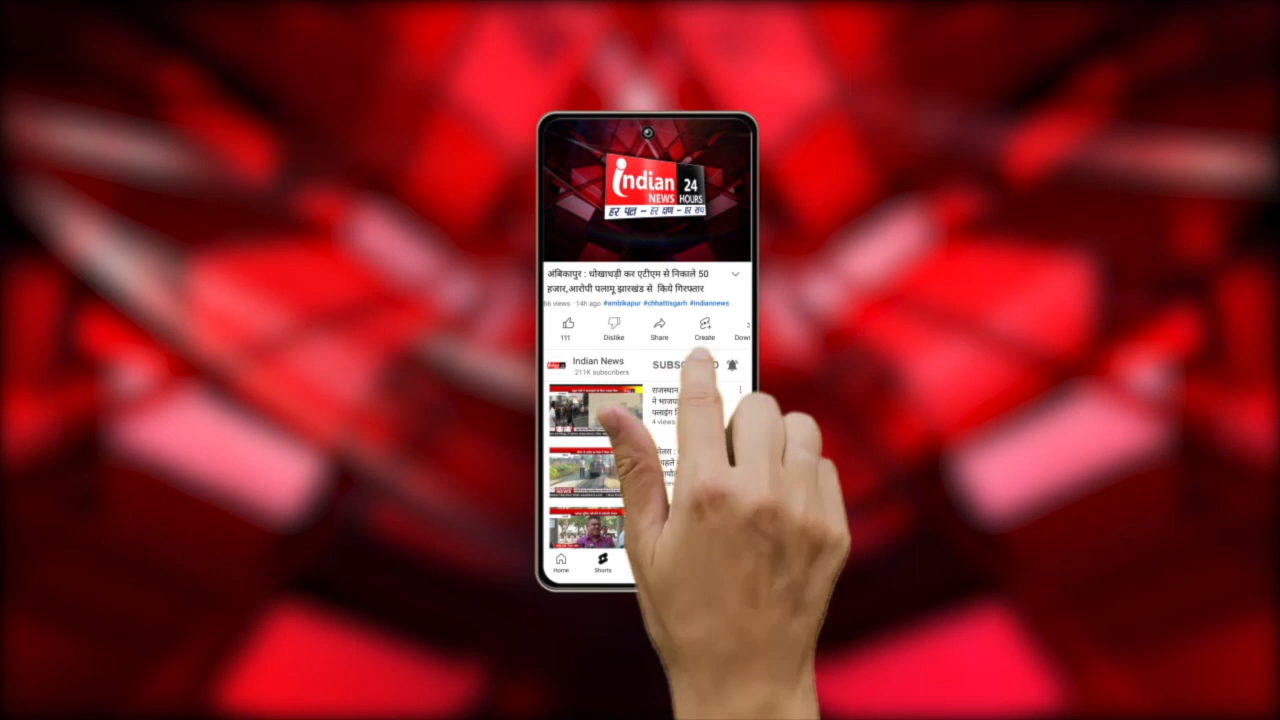 indian
NEWS
24
HOURS
हर पल - हर क्षण - हर सच
अंबिकापुर : धोखाधड़ी कर एटीएम से निकाले 50
हजार,आरोपी पलामू झारखंड से किये गिरफ्तार
66 views · 14h ago #ambikapur #chhattisgarh #indiannews
111
Dislike
Share
Create
Indian News
211K subscribers
राजस्थान
ने भाजपा
फ्लाइंग
4 views
Home
Shorts